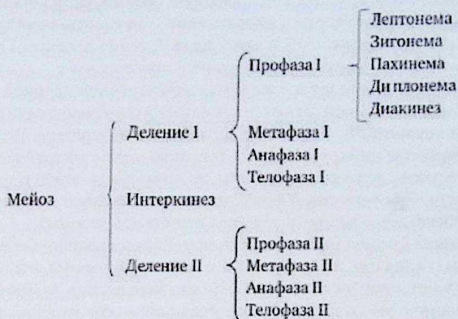 Лептонема
Зигонема
Профаза I
Пахинема
Диплонема
Диакинез
Деление I
Метафаза I
Анафаза I
Телофаза I
Мейоз
Интеркинез
Профаза II
Деление II
Метафаза II
Анафаза II
Телофаза II